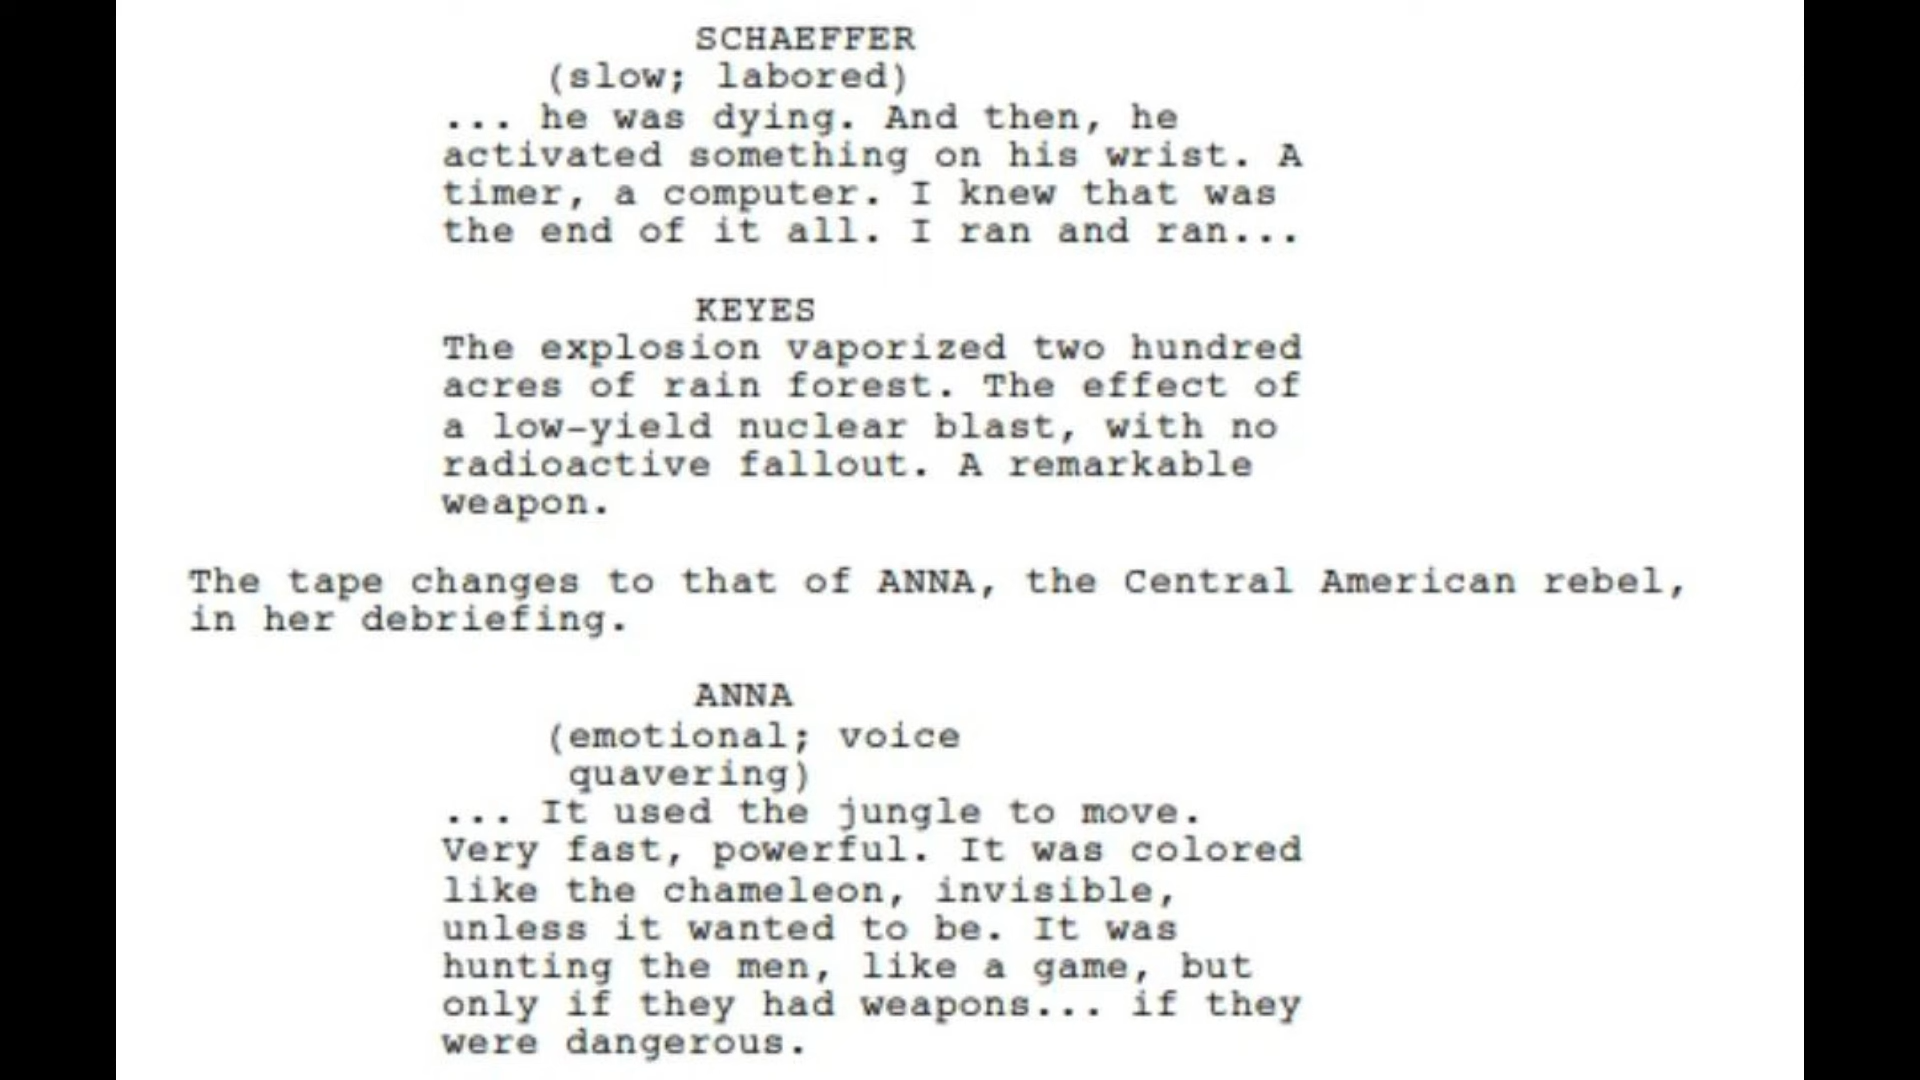 SCHAEFFER
(slow; labored)
... he was dying. And then, he
activated something on his wrist. A
timer, a computer. I knew that was
the end of it all. I ran and ran...
KEYES
The explosion vaporized two hundred
acres of rain forest. The effect of
a low-yield nuclear blast, with no
radioactive fallout. A remarkable
weapon.
The tape changes to that of ANNA, the Central American rebel,
in her debriefing.
ANNA
(emotional; voice
quavering)
... It used the jungle to move.
Very fast, powerful. It was colored
like the chameleon, invisible,
unless it wanted to be. It was
hunting the men, like a game, but
only if they had weapons... if they
were dangerous.